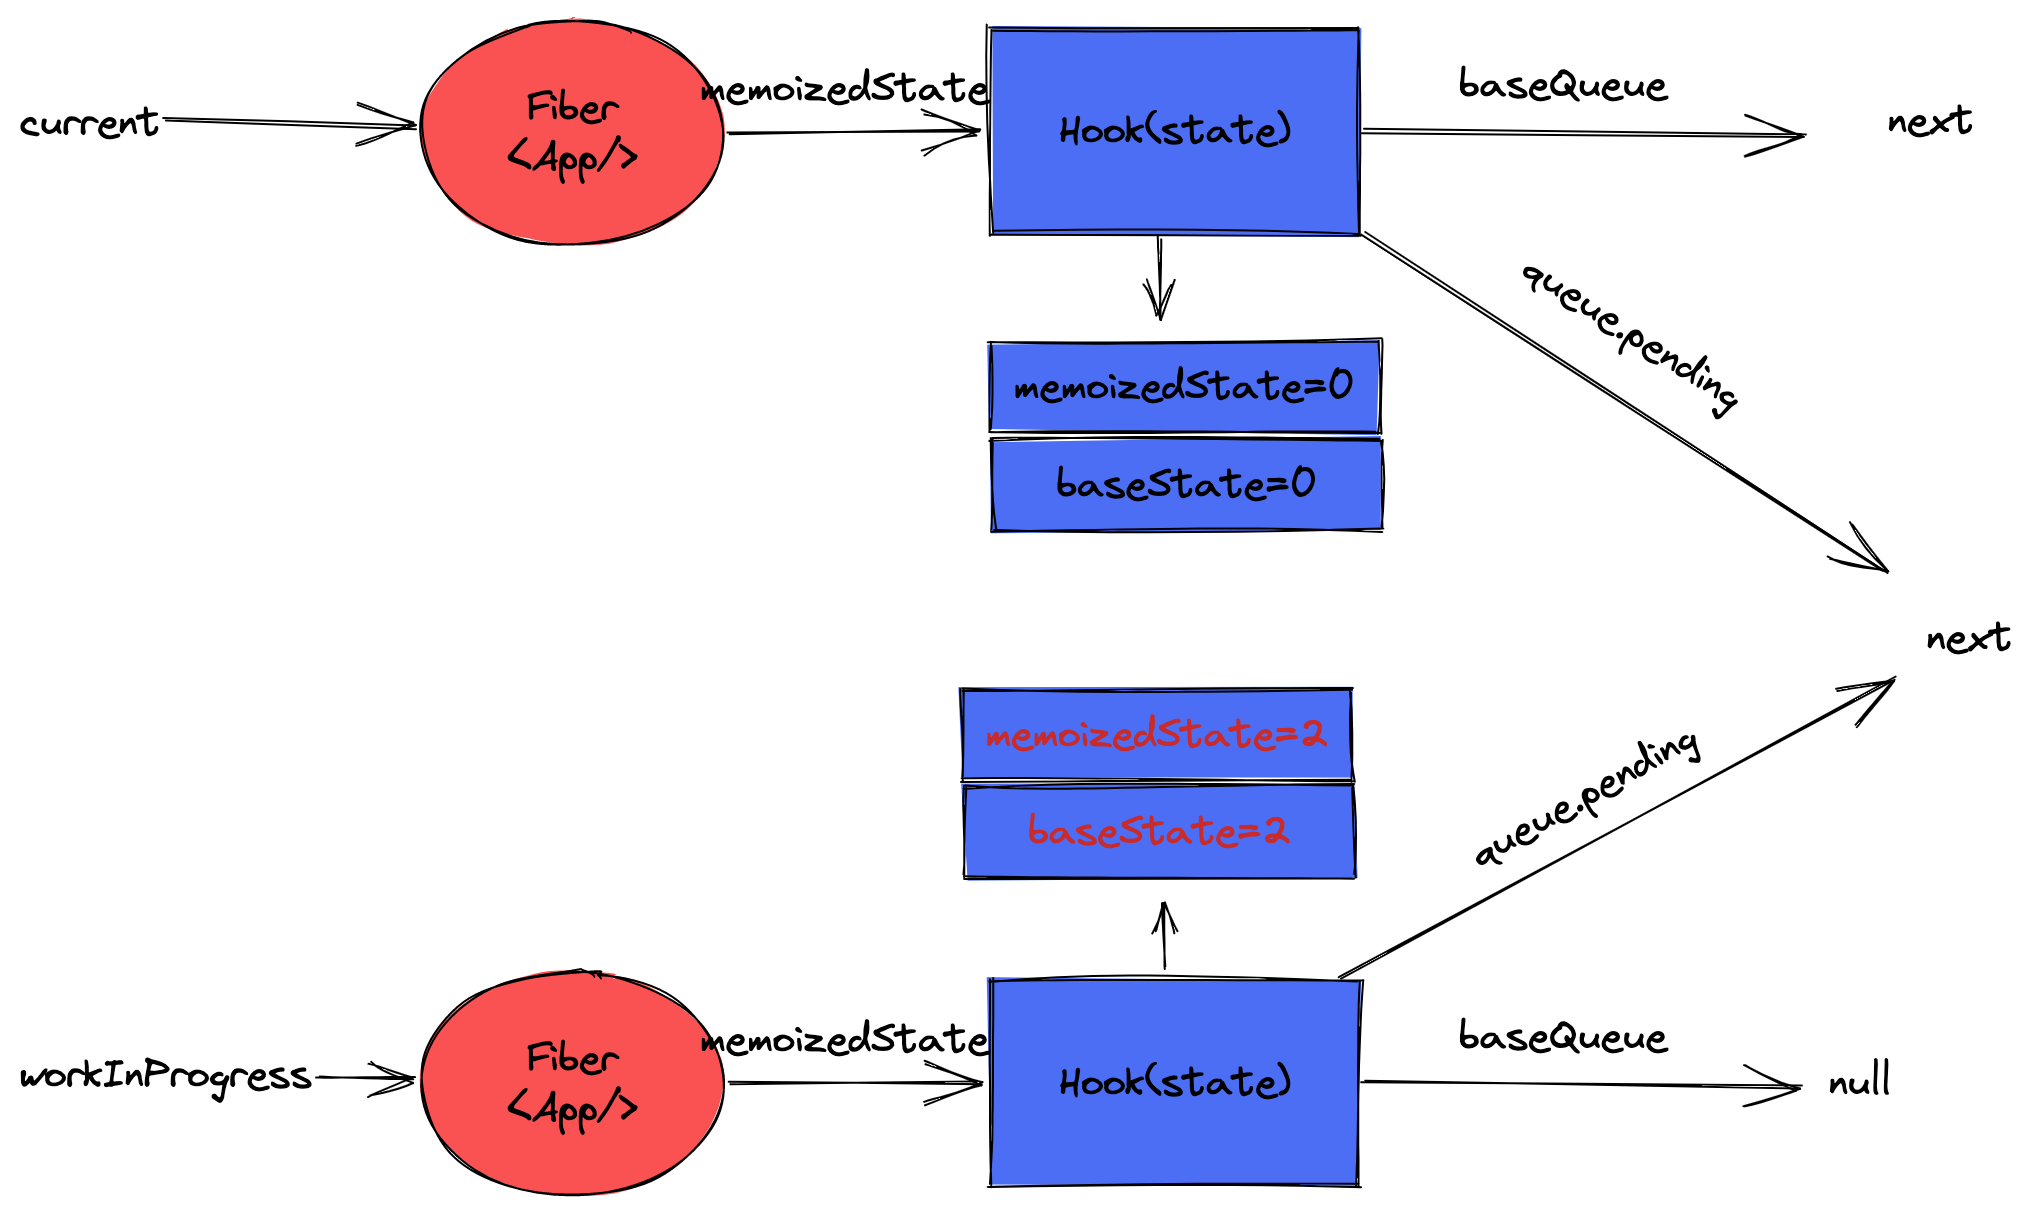 current
Fiber
<App/>
memoizedState
Hook(state)
baseQueue
next
queue.pending
memoizedState=0
baseState=0
next
memoizedState=2
baseState=2
queue.pending
workInProgress
Fiber
<App/>
memoizedState
Hook(state)
baseQueue
null